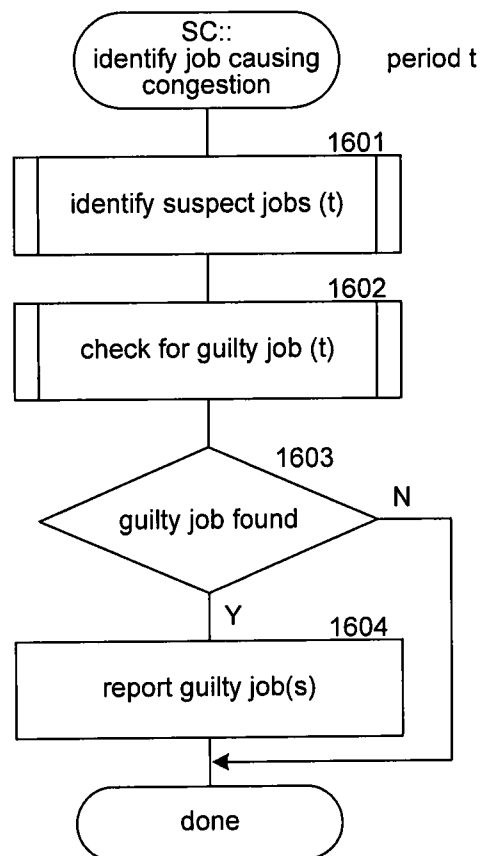 SC::
identify job causing
congestion
period t
1601
identify suspect jobs (t)
1602
check for guilty job (t)
1603
guilty job found
N
Y
1604
report guilty job(s)
done